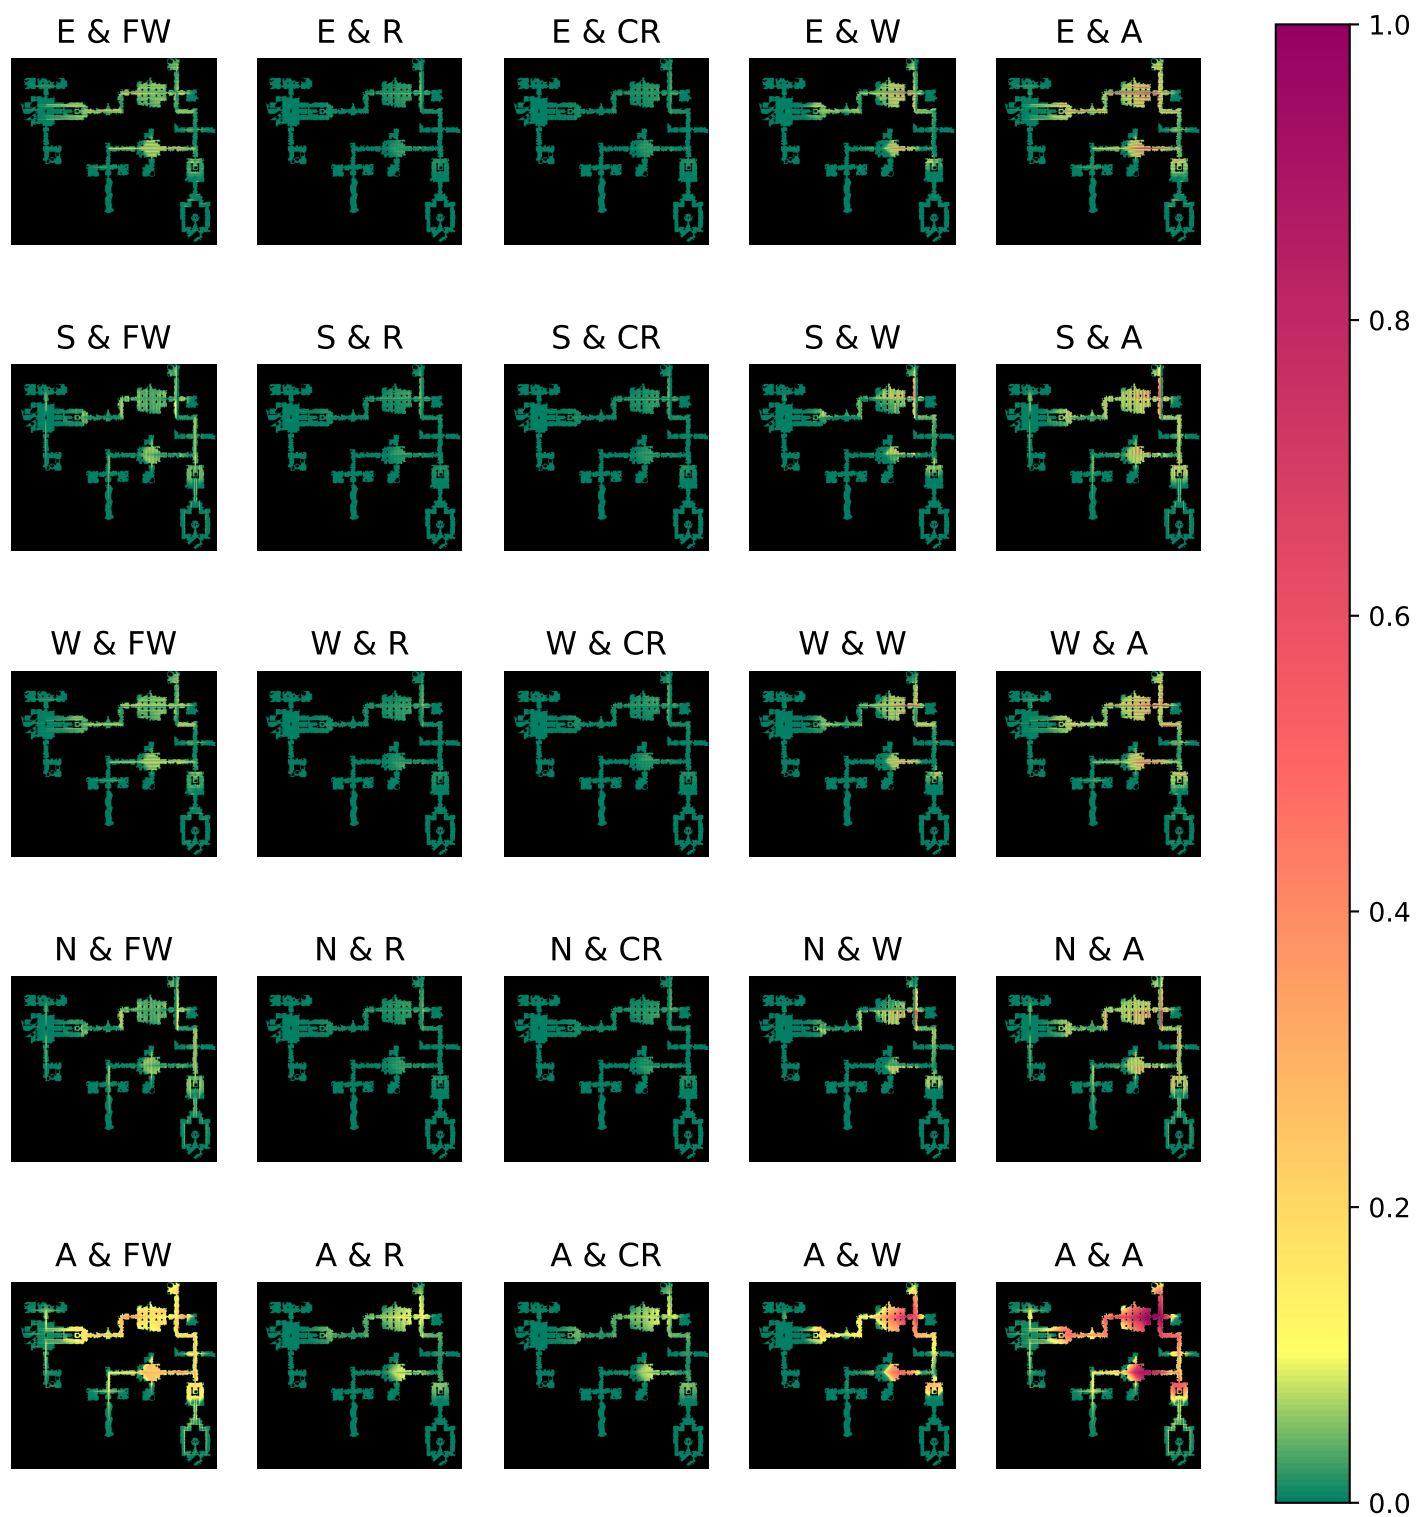 E & FW E & R E & CR E & W E & A
1.0
S & FW S & R S & CR S & W S & A
0.8
W & FW W & R W & CR W & W W & A
0.6
N & FW N & R N & CR N & W N & A
0.4
0.2
A & FW A & R A & CR A & W A & A
0.0